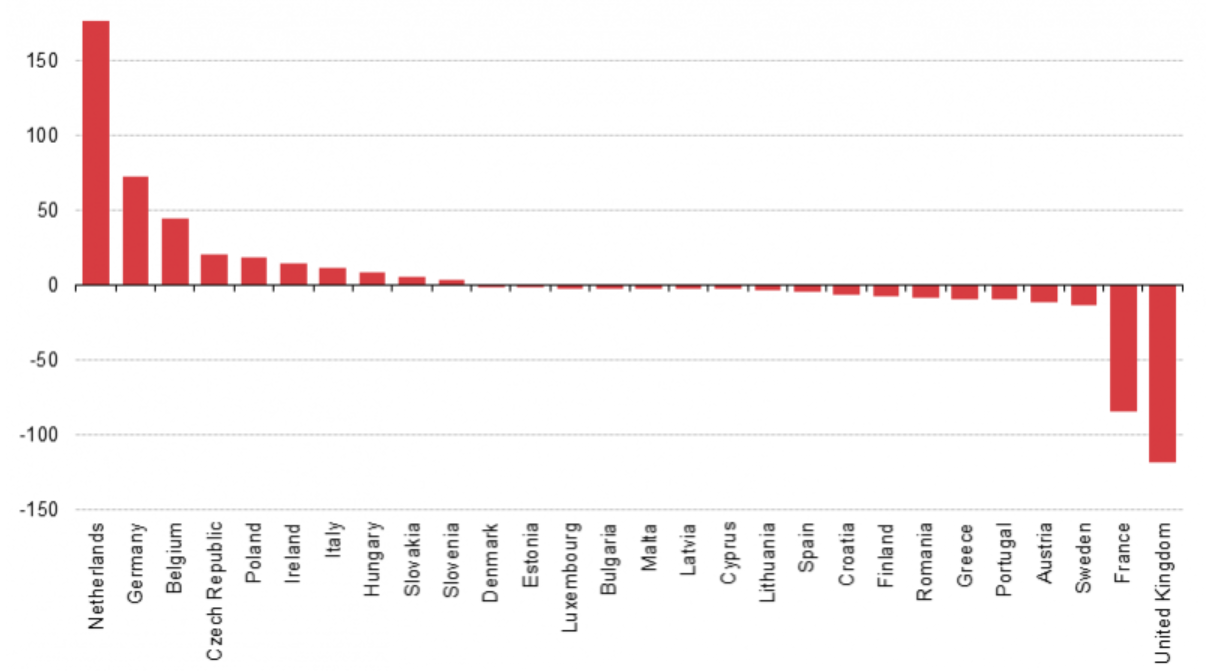 150
100
50
0
-50
-100
-150
Netherlands
Germany
Belgium
Czech Republic
Poland
Ireland
Italy
Hungary
Slovakia
Slovenia
Denmark
Estonia
Luxembourg
Bulgaria
Malta
Latvia
Cyprus
Lithuania
Spain
Croatia
Finland
Romania
Greece
Portugal
Austria
Sweden
France
United Kingdom